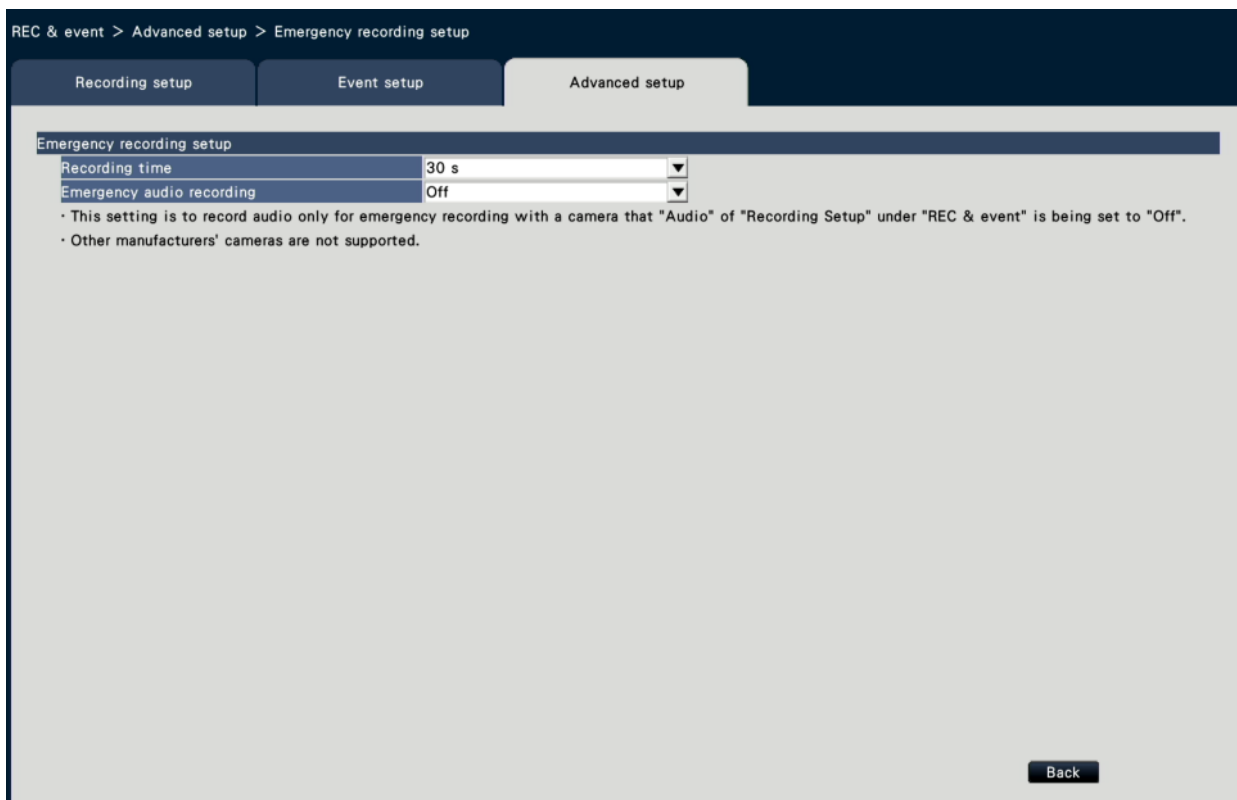 REC & event > Advanced setup > Emergency recording setup
Recording setup Event setup Advanced setup
Emergency recording setup
Recording time 30 s
Emergency audio recording Off
· This setting is to record audio only for emergency recording with a camera that "Audio" of "Recording Setup" under "REC & event" is being set to "Off".
· Other manufacturers' cameras are not supported.
Back